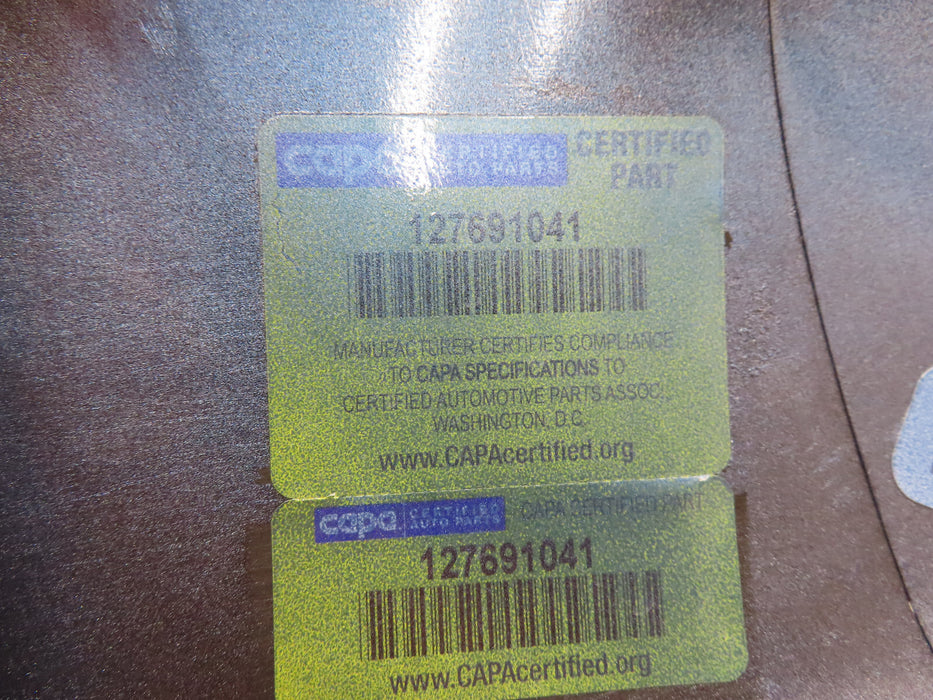 capa CERTIFIED AUTO PARTS
CERTIFIED PART
127691041
MANUFACTURER CERTIFIES COMPLIANCE
TO CAPA SPECIFICATIONS TO
CERTIFIED AUTOMOTIVE PARTS ASSOC.,
WASHINGTON, D.C.
www.CAPAcertified.org
capa CERTIFIED AUTO PARTS
CAPA CERTIFIED PART
127691041
www.CAPAcertified.org